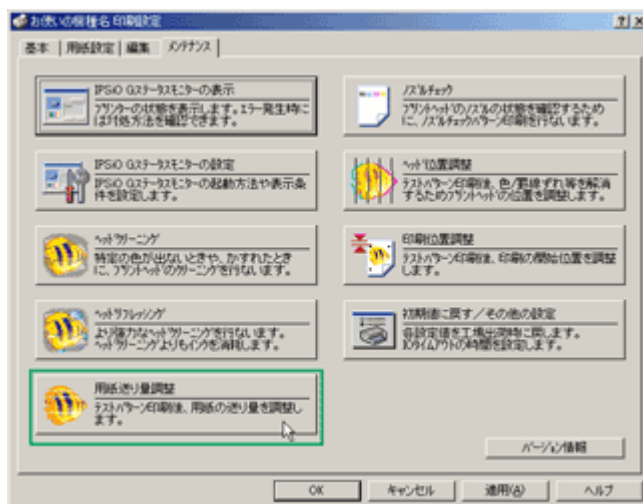 お使いの機種名 印刷設定
基本 用紙設定 編集 メンテナンス
IPSiO Gステータスモニターの表示
プリンターの状態を表示します。エラー発生時に
は対処方法を確認できます。
IPSiO Gステータスモニターの設定
IPSiO Gステータスモニターの起動方法や表示条
件を設定します。
ヘッドクリーニング
特定の色が出ないときや、かすれたとき
に、プリントヘッドのクリーニングを行ないます。
ヘッドリフレッシング
より強力なヘッドクリーニングを行ないます。
ヘッドクリーニングよりもインクを消耗します。
用紙送り量調整
テストパターン印刷後、用紙の送り量を調整し
ます。
ノズルチェック
プリントヘッドのノズルの状態を確認するため
に、ノズルチェックパターン印刷を行ないます。
ヘッド位置調整
テストパターン印刷後、色/罫線ずれ等を解消
するためプリントヘッドの位置を調整します。
印刷位置調整
テストパターン印刷後、印刷の開始位置を調整
します。
初期値に戻す/その他の設定
各設定値を工場出荷時に戻します。
IOタイムアウトの時間を設定します。
バージョン情報
OK キャンセル 適用(A) ヘルプ